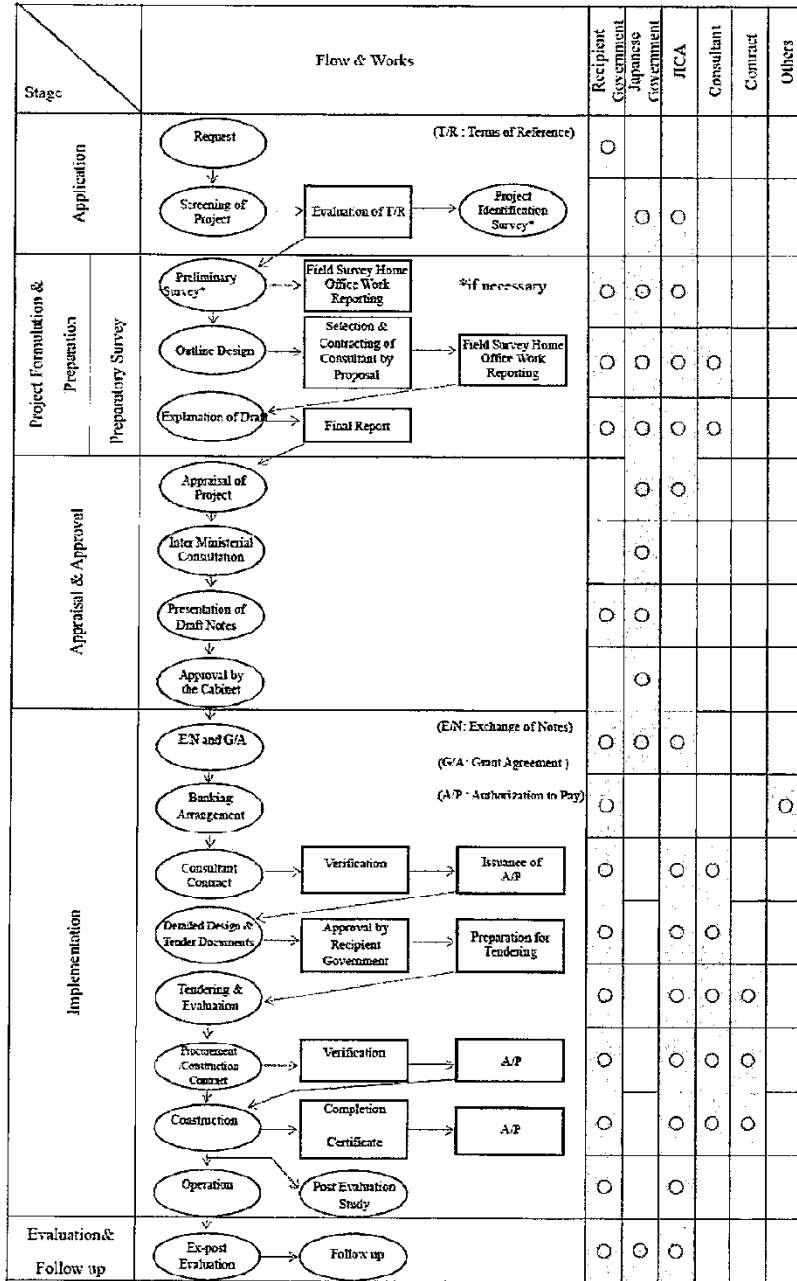 Stage
Flow & Works
Recipient
Government
Japanese
Government
JICA
Consultant
Contract
Others
Application
Request
(T/R : Terms of Reference)
Screening of
Project
Evaluation of T/R
Project
Identification
Survey*
Project Formulation &
Preparation
Preparatory Survey
Preliminary
Survey*
Field Survey Home
Office Work
Reporting
*if necessary
Outline Design
Selection &
Contracting of
Consultant by
Proposal
Field Survey Home
Office Work
Reporting
Explanation of Draft
Final Report
Appraisal & Approval
Appraisal of
Project
Inter Ministerial
Consultation
Presentation of
Draft Notes
Approval by
the Cabinet
Implementation
E/N and G/A
(E/N: Exchange of Notes)
(G/A : Grant Agreement )
(A/P : Authorization to Pay)
Banking
Arrangement
Consultant
Contract
Verification
Issuance of
A/P
Detailed Design &
Tender Documents
Approval by
Recipient
Government
Preparation for
Tendering
Tendering &
Evaluation
Procurement
/Construction
Contract
Verification
A/P
Construction
Completion
Certificate
A/P
Operation
Post Evaluation
Study
Evaluation&
Follow up
Ex-post
Evaluation
Follow up